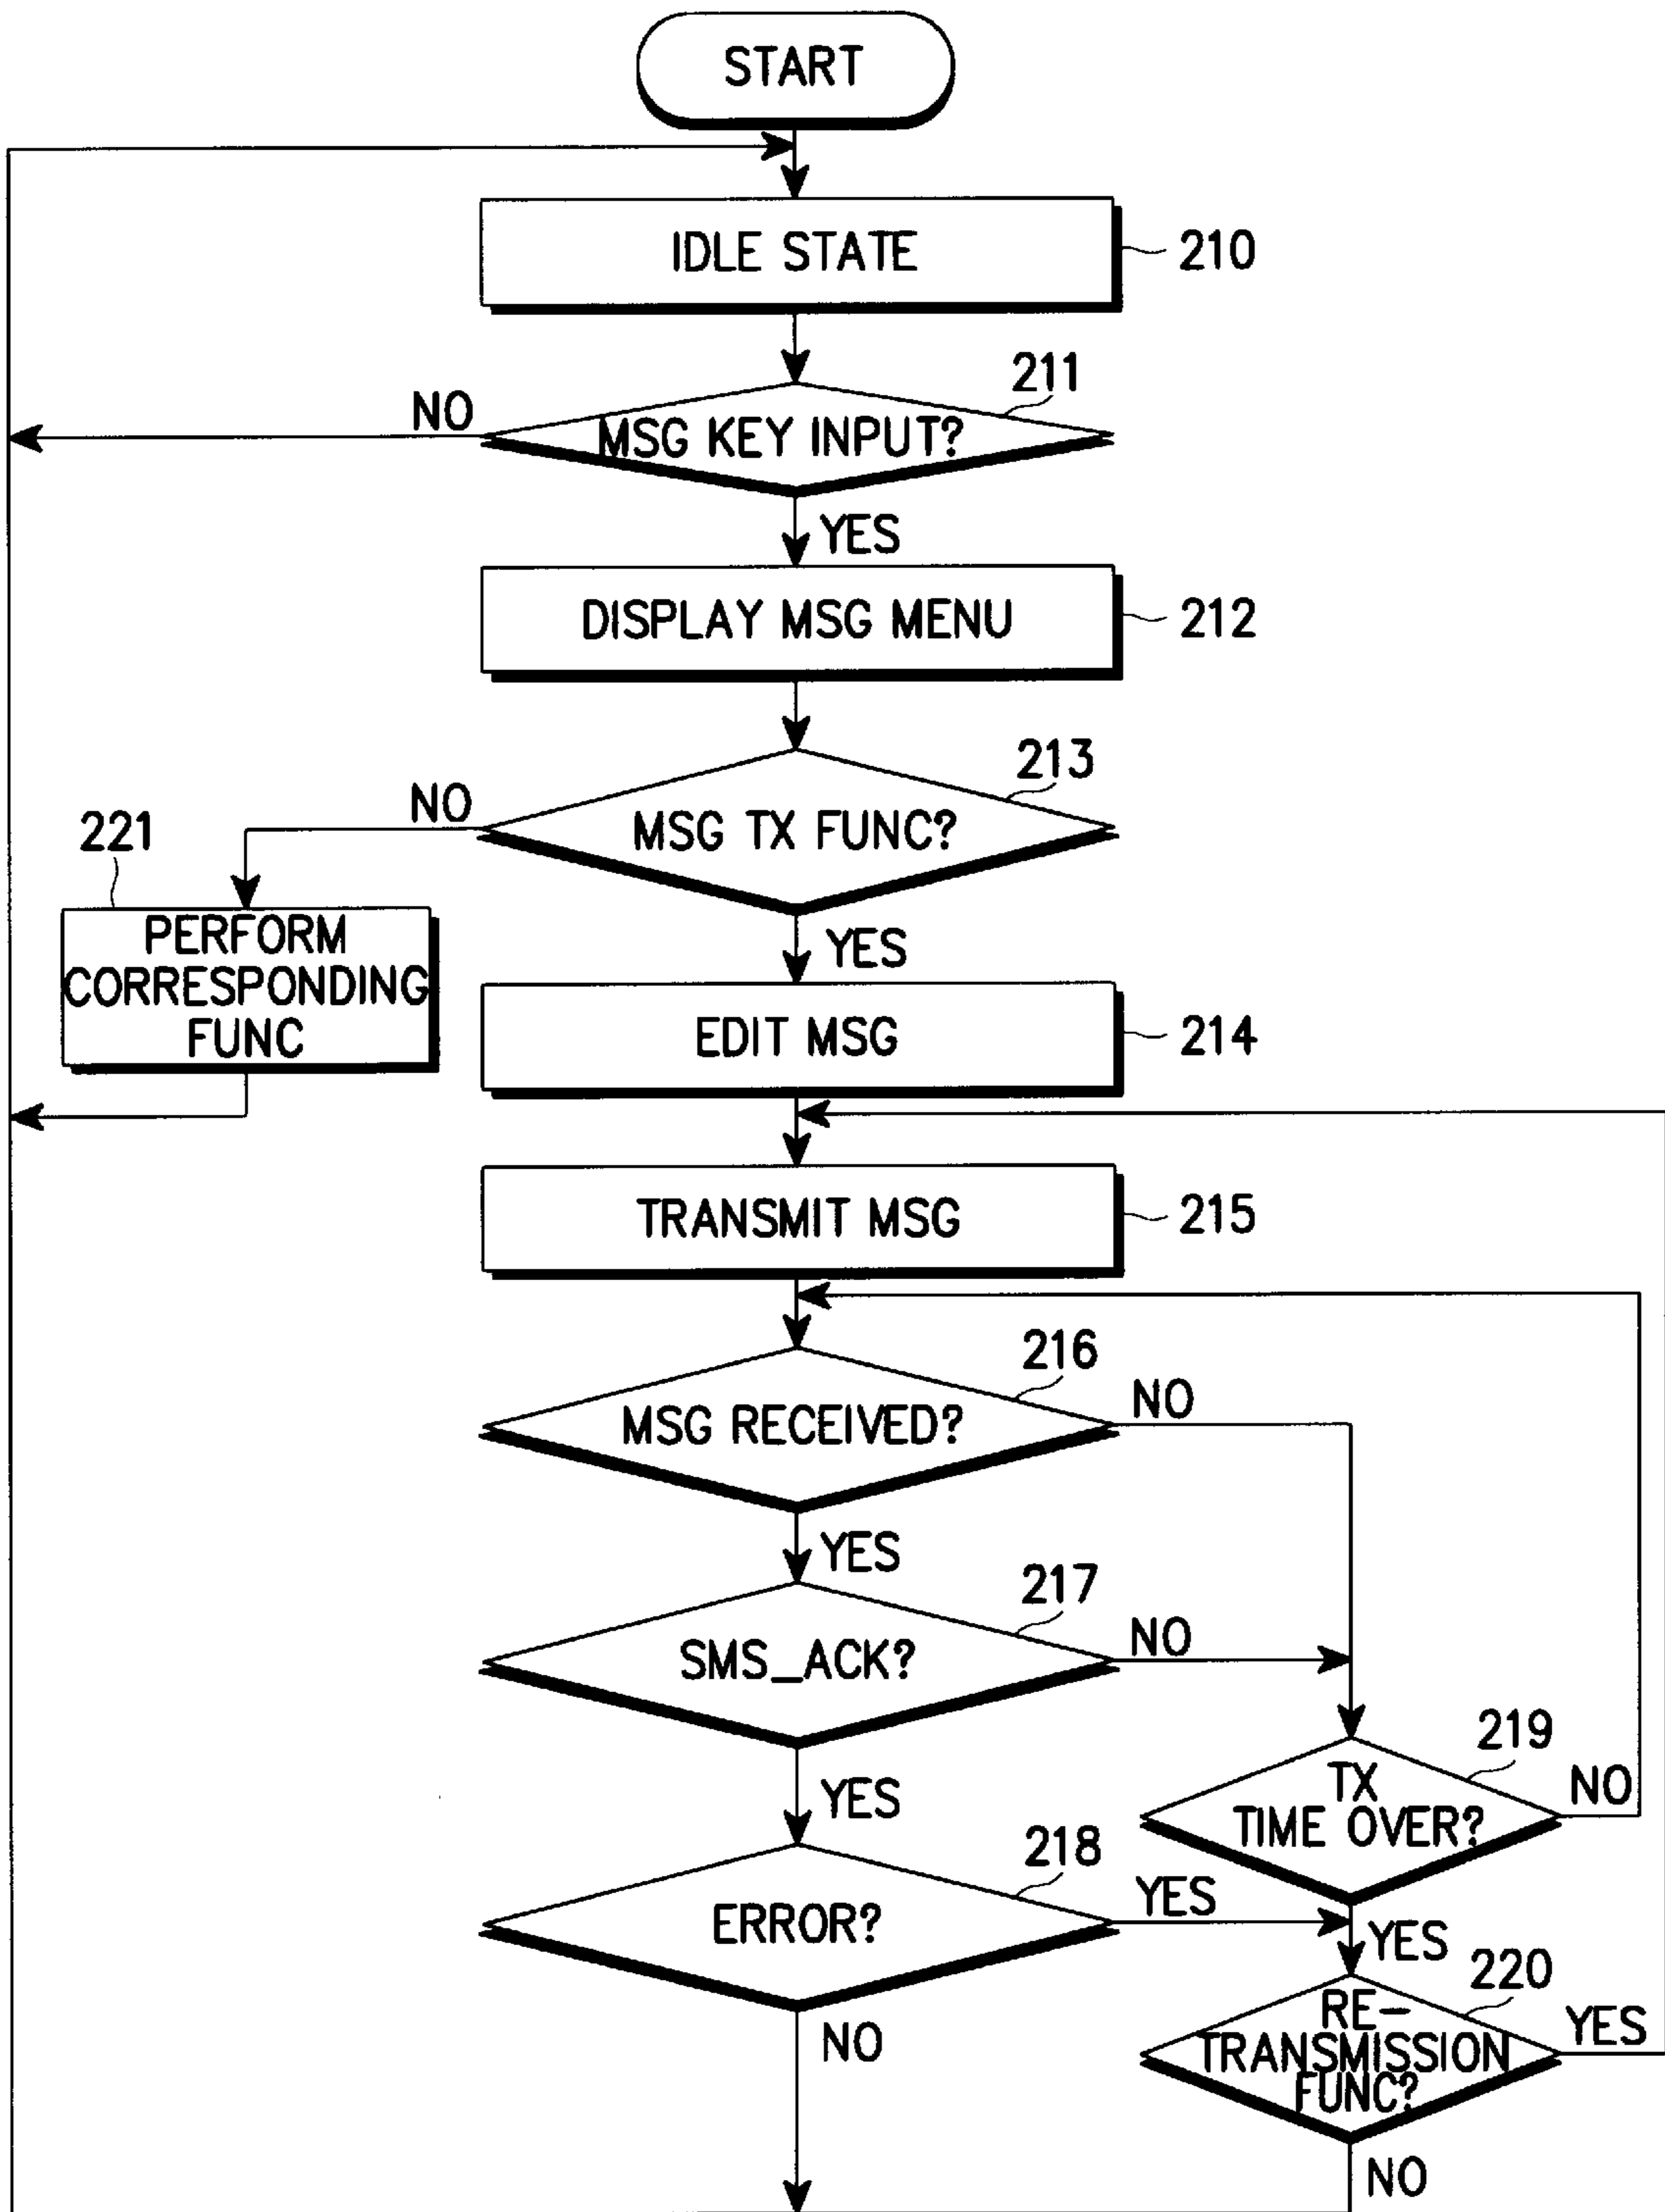 START
IDLE STATE
210
211
NO
MSG KEY INPUT?
YES
DISPLAY MSG MENU
212
213
NO
MSG TX FUNC?
221
PERFORM
CORRESPONDING
FUNC
YES
EDIT MSG
214
TRANSMIT MSG
215
216
NO
MSG RECEIVED?
YES
217
NO
SMS_ACK?
YES
219
TX
TIME OVER?
NO
218
YES
ERROR?
YES
220
RE-
TRANSMISSION
FUNC?
YES
NO
NO